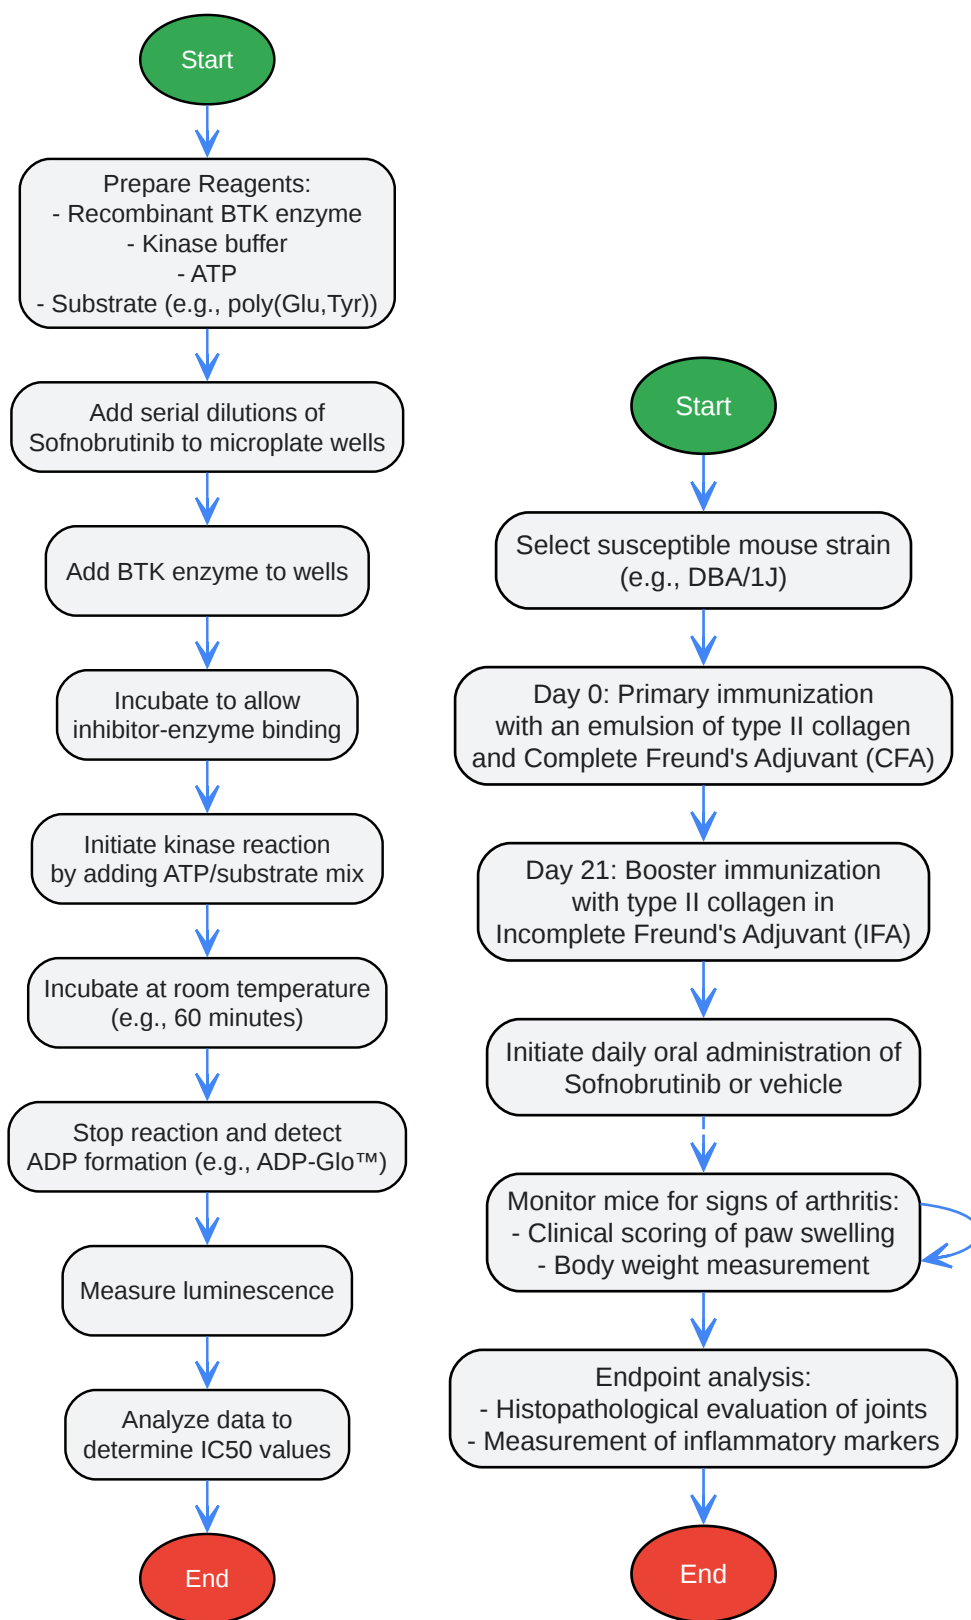 Start
Prepare Reagents:
- Recombinant BTK enzyme
- Kinase buffer
- ATP
- Substrate (e.g., poly(Glu,Tyr))
Add serial dilutions of
Sofnobrutinib to microplate wells
Add BTK enzyme to wells
Incubate to allow
inhibitor-enzyme binding
Initiate kinase reaction
by adding ATP/substrate mix
Incubate at room temperature
(e.g., 60 minutes)
Stop reaction and detect
ADP formation (e.g., ADP-Glo™)
Measure luminescence
Analyze data to
determine IC50 values
End
Start
Select susceptible mouse strain
(e.g., DBA/1J)
Day 0: Primary immunization
with an emulsion of type II collagen
and Complete Freund's Adjuvant (CFA)
Day 21: Booster immunization
with type II collagen in
Incomplete Freund's Adjuvant (IFA)
Initiate daily oral administration of
Sofnobrutinib or vehicle
Monitor mice for signs of arthritis:
- Clinical scoring of paw swelling
- Body weight measurement
Endpoint analysis:
- Histopathological evaluation of joints
- Measurement of inflammatory markers
End